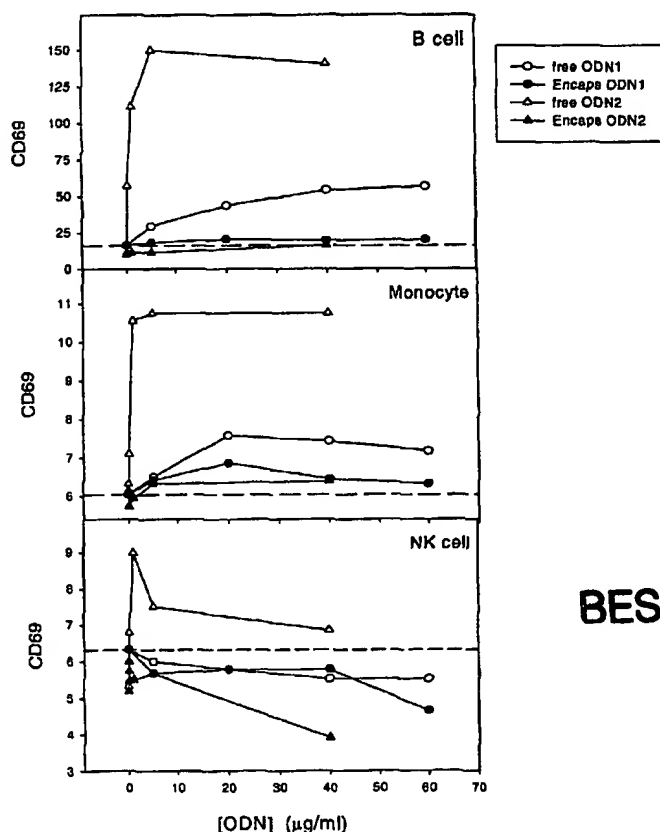 B cell
150
125
100
75
50
25
0
CD69
free ODN1
Encaps ODN1
free ODN2
Encaps ODN2
Monocyte
11
10
9
8
7
6
CD69
NK cell
9
8
7
6
5
4
3
CD69
0 10 20 30 40 50 60 70
[ODN] (µg/ml)
BES